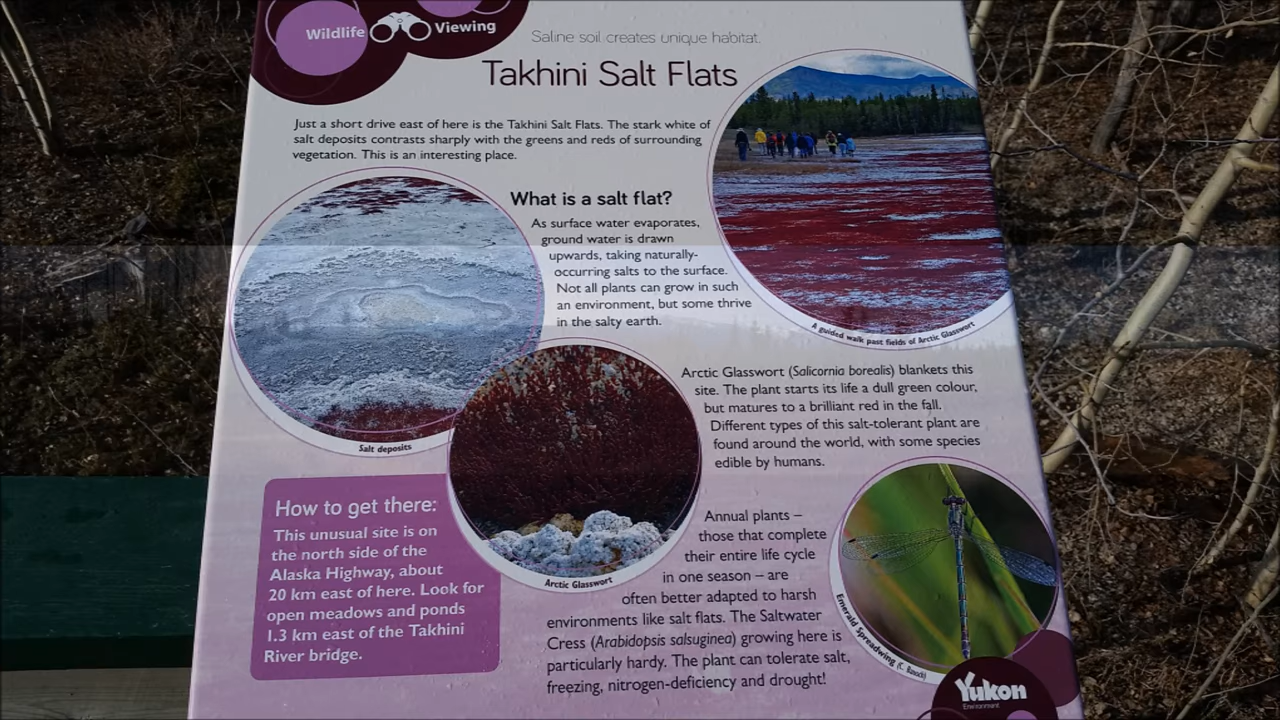 Wildlife Viewing
Saline soil creates unique habitat.
Takhini Salt Flats
Just a short drive east of here is the Takhini Salt Flats. The stark white of
salt deposits contrasts sharply with the greens and reds of surrounding
vegetation. This is an interesting place.
What is a salt flat?
As surface water evaporates,
ground water is drawn
upwards, taking naturally-
occurring salts to the surface.
Not all plants can grow in such
an environment, but some thrive
in the salty earth.
A guided walk past fields of Arctic Glasswort
Salt deposits
Arctic Glasswort (Salicornia borealis) blankets this
site. The plant starts its life a dull green colour,
but matures to a brilliant red in the fall.
Different types of this salt-tolerant plant are
found around the world, with some species
edible by humans.
How to get there:
This unusual site is on
the north side of the
Alaska Highway, about
20 km east of here. Look for
open meadows and ponds
1.3 km east of the Takhini
River bridge.
Arctic Glasswort
Annual plants –
those that complete
their entire life cycle
in one season – are
often better adapted to harsh
environments like salt flats. The Saltwater
Cress (Arabidopsis salsuginea) growing here is
particularly hardy. The plant can tolerate salt,
freezing, nitrogen-deficiency and drought!
Emerald Spreadwing
Yukon
Environment